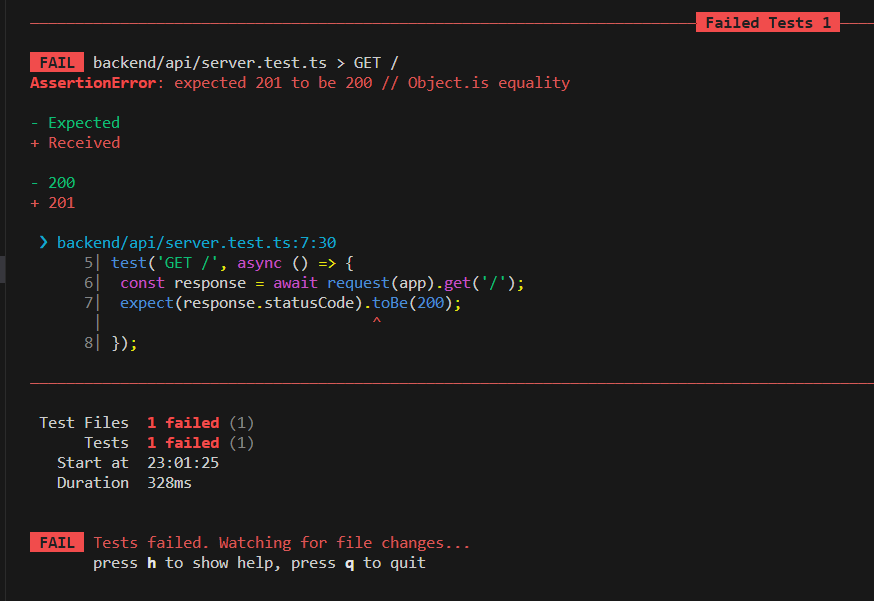 Failed Tests 1
FAIL backend/api/server.test.ts > GET /
AssertionError: expected 201 to be 200 // Object.is equality
- Expected
+ Received
- 200
+ 201
❯ backend/api/server.test.ts:7:30
5| test('GET /', async () => {
6| const response = await request(app).get('/');
7| expect(response.statusCode).toBe(200);
| ^
8| });
Test Files 1 failed (1)
Tests 1 failed (1)
Start at 23:01:25
Duration 328ms
FAIL Tests failed. Watching for file changes...
press h to show help, press q to quit